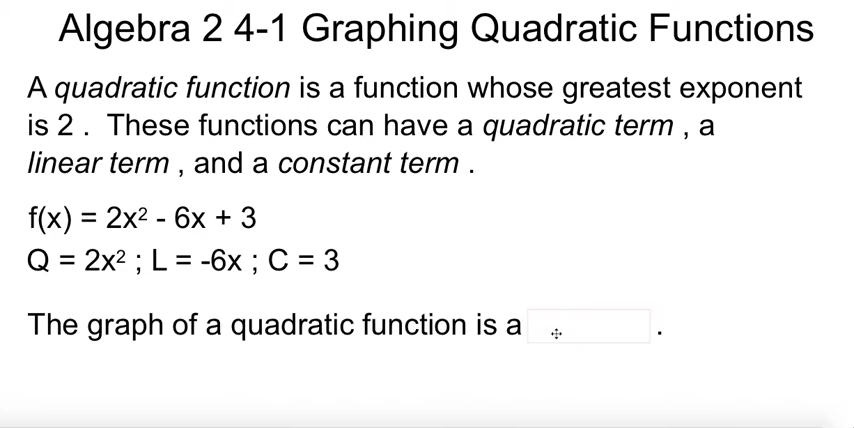 Algebra 2 4-1 Graphing Quadratic Functions
A quadratic function is a function whose greatest exponent
is 2 . These functions can have a quadratic term , a
linear term , and a constant term .
f(x) = 2x² - 6x + 3
Q = 2x² ; L = -6x ; C = 3
The graph of a quadratic function is a .